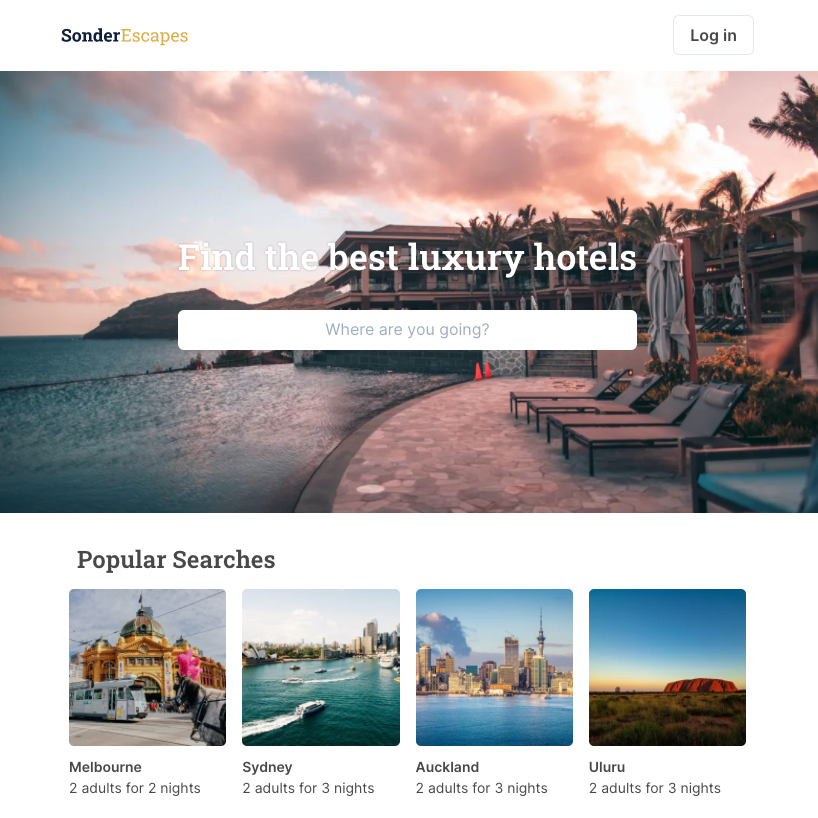 SonderEscapes
Log in
Find the best luxury hotels
Where are you going?
Popular Searches
Melbourne
2 adults for 2 nights
Sydney
2 adults for 3 nights
Auckland
2 adults for 3 nights
Uluru
2 adults for 3 nights